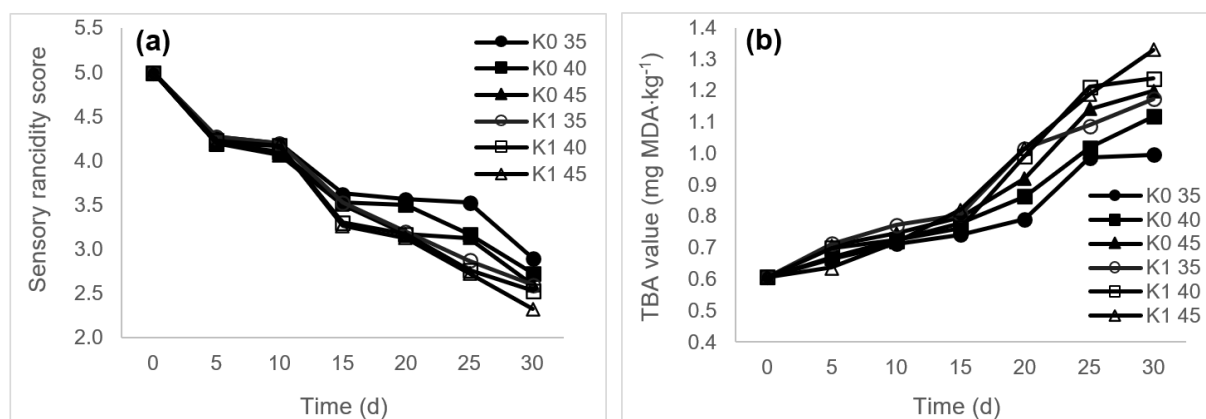 (a)
Sensory rancidity score
5.5
5.0
4.5
4.0
3.5
3.0
2.5
2.0
0 5 10 15 20 25 30
Time (d)
K0 35
K0 40
K0 45
K1 35
K1 40
K1 45
(b)
TBA value (mg MDA·kg⁻¹)
1.4
1.3
1.2
1.1
1.0
0.9
0.8
0.7
0.6
0.5
0.4
0 5 10 15 20 25 30
Time (d)
K0 35
K0 40
K0 45
K1 35
K1 40
K1 45